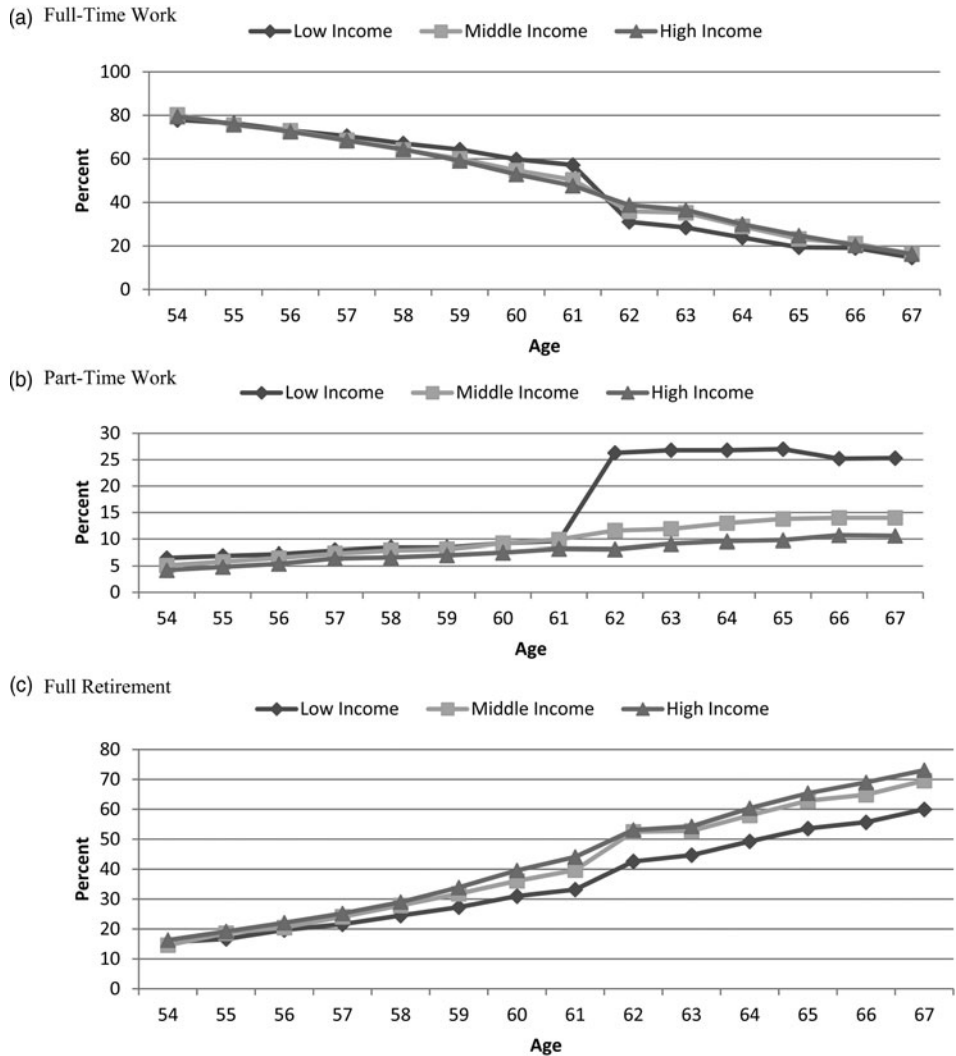 (a) Full-Time Work
Low Income Middle Income High Income
100
80
60
40
20
0
Percent
54 55 56 57 58 59 60 61 62 63 64 65 66 67
Age
(b) Part-Time Work
Low Income Middle Income High Income
30
25
20
15
10
5
0
Percent
54 55 56 57 58 59 60 61 62 63 64 65 66 67
Age
(c) Full Retirement
Low Income Middle Income High Income
80
70
60
50
40
30
20
10
0
Percent
54 55 56 57 58 59 60 61 62 63 64 65 66 67
Age